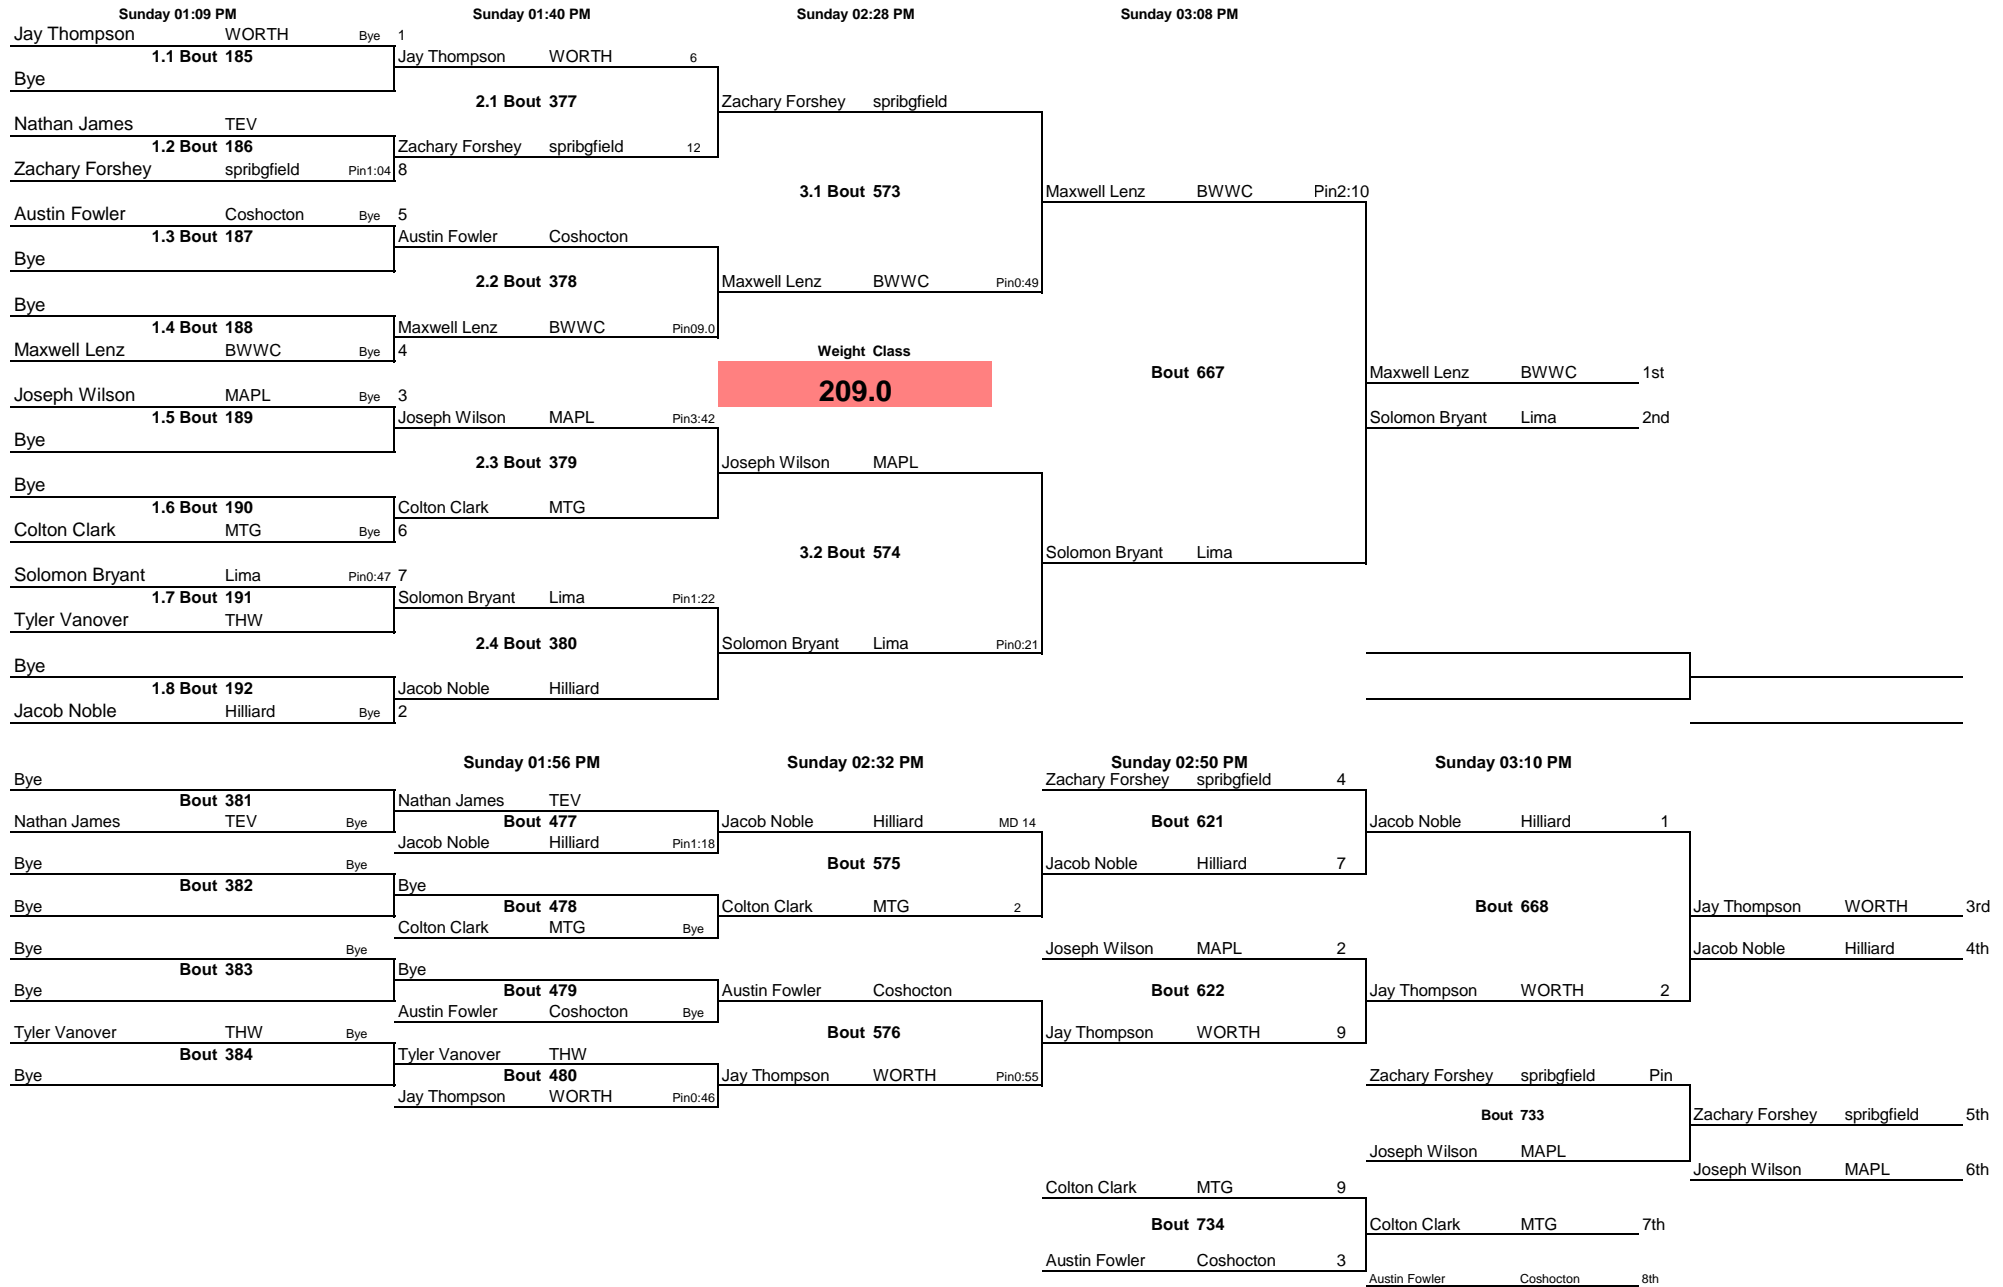 Sunday 01:09 PM Sunday 01:40 PM Sunday 02:28 PM Sunday 03:08 PM
Jay Thompson WORTH Bye 1
1.1 Bout 185 Jay Thompson WORTH 6
Bye
2.1 Bout 377 Zachary Forshey spribgfield
Nathan James TEV
1.2 Bout 186 Zachary Forshey spribgfield 12
Zachary Forshey spribgfield Pin1:04 8
3.1 Bout 573 Maxwell Lenz BWWC Pin2:10
Austin Fowler Coshocton Bye 5
1.3 Bout 187 Austin Fowler Coshocton
Bye
2.2 Bout 378 Maxwell Lenz BWWC Pin0:49
Bye
1.4 Bout 188 Maxwell Lenz BWWC Pin09.0
Maxwell Lenz BWWC Bye 4 Weight Class
Bout 667 Maxwell Lenz BWWC 1st
Joseph Wilson MAPL Bye 3 209.0
1.5 Bout 189 Joseph Wilson MAPL Pin3:42 Solomon Bryant Lima 2nd
Bye
2.3 Bout 379 Joseph Wilson MAPL
Bye
1.6 Bout 190 Colton Clark MTG
Colton Clark MTG Bye 6
3.2 Bout 574 Solomon Bryant Lima
Solomon Bryant Lima Pin0:47 7
1.7 Bout 191 Solomon Bryant Lima Pin1:22
Tyler Vanover THW
2.4 Bout 380 Solomon Bryant Lima Pin0:21
Bye
1.8 Bout 192 Jacob Noble Hilliard
Jacob Noble Hilliard Bye 2
Sunday 01:56 PM Sunday 02:32 PM Sunday 02:50 PM Sunday 03:10 PM
Bye Zachary Forshey spribgfield 4
Bout 381 Nathan James TEV
Nathan James TEV Bye Bout 477 Jacob Noble Hilliard MD 14 Bout 621 Jacob Noble Hilliard 1
Jacob Noble Hilliard Pin1:18
Bye Bye Bout 575 Jacob Noble Hilliard 7
Bout 382 Bye
Bye Bout 478 Colton Clark MTG 2 Bout 668 Jay Thompson WORTH 3rd
Colton Clark MTG Bye
Bye Bye Joseph Wilson MAPL 2 Jacob Noble Hilliard 4th
Bout 383 Bye
Bye Bout 479 Austin Fowler Coshocton Bout 622 Jay Thompson WORTH 2
Austin Fowler Coshocton Bye
Tyler Vanover THW Bye Bout 576 Jay Thompson WORTH 9
Bout 384 Tyler Vanover THW
Bye Bout 480 Jay Thompson WORTH Pin0:55 Zachary Forshey spribgfield Pin
Jay Thompson WORTH Pin0:46
Bout 733 Zachary Forshey spribgfield 5th
Joseph Wilson MAPL
Joseph Wilson MAPL 6th
Colton Clark MTG 9
Bout 734 Colton Clark MTG 7th
Austin Fowler Coshocton 3
Austin Fowler Coshocton 8th